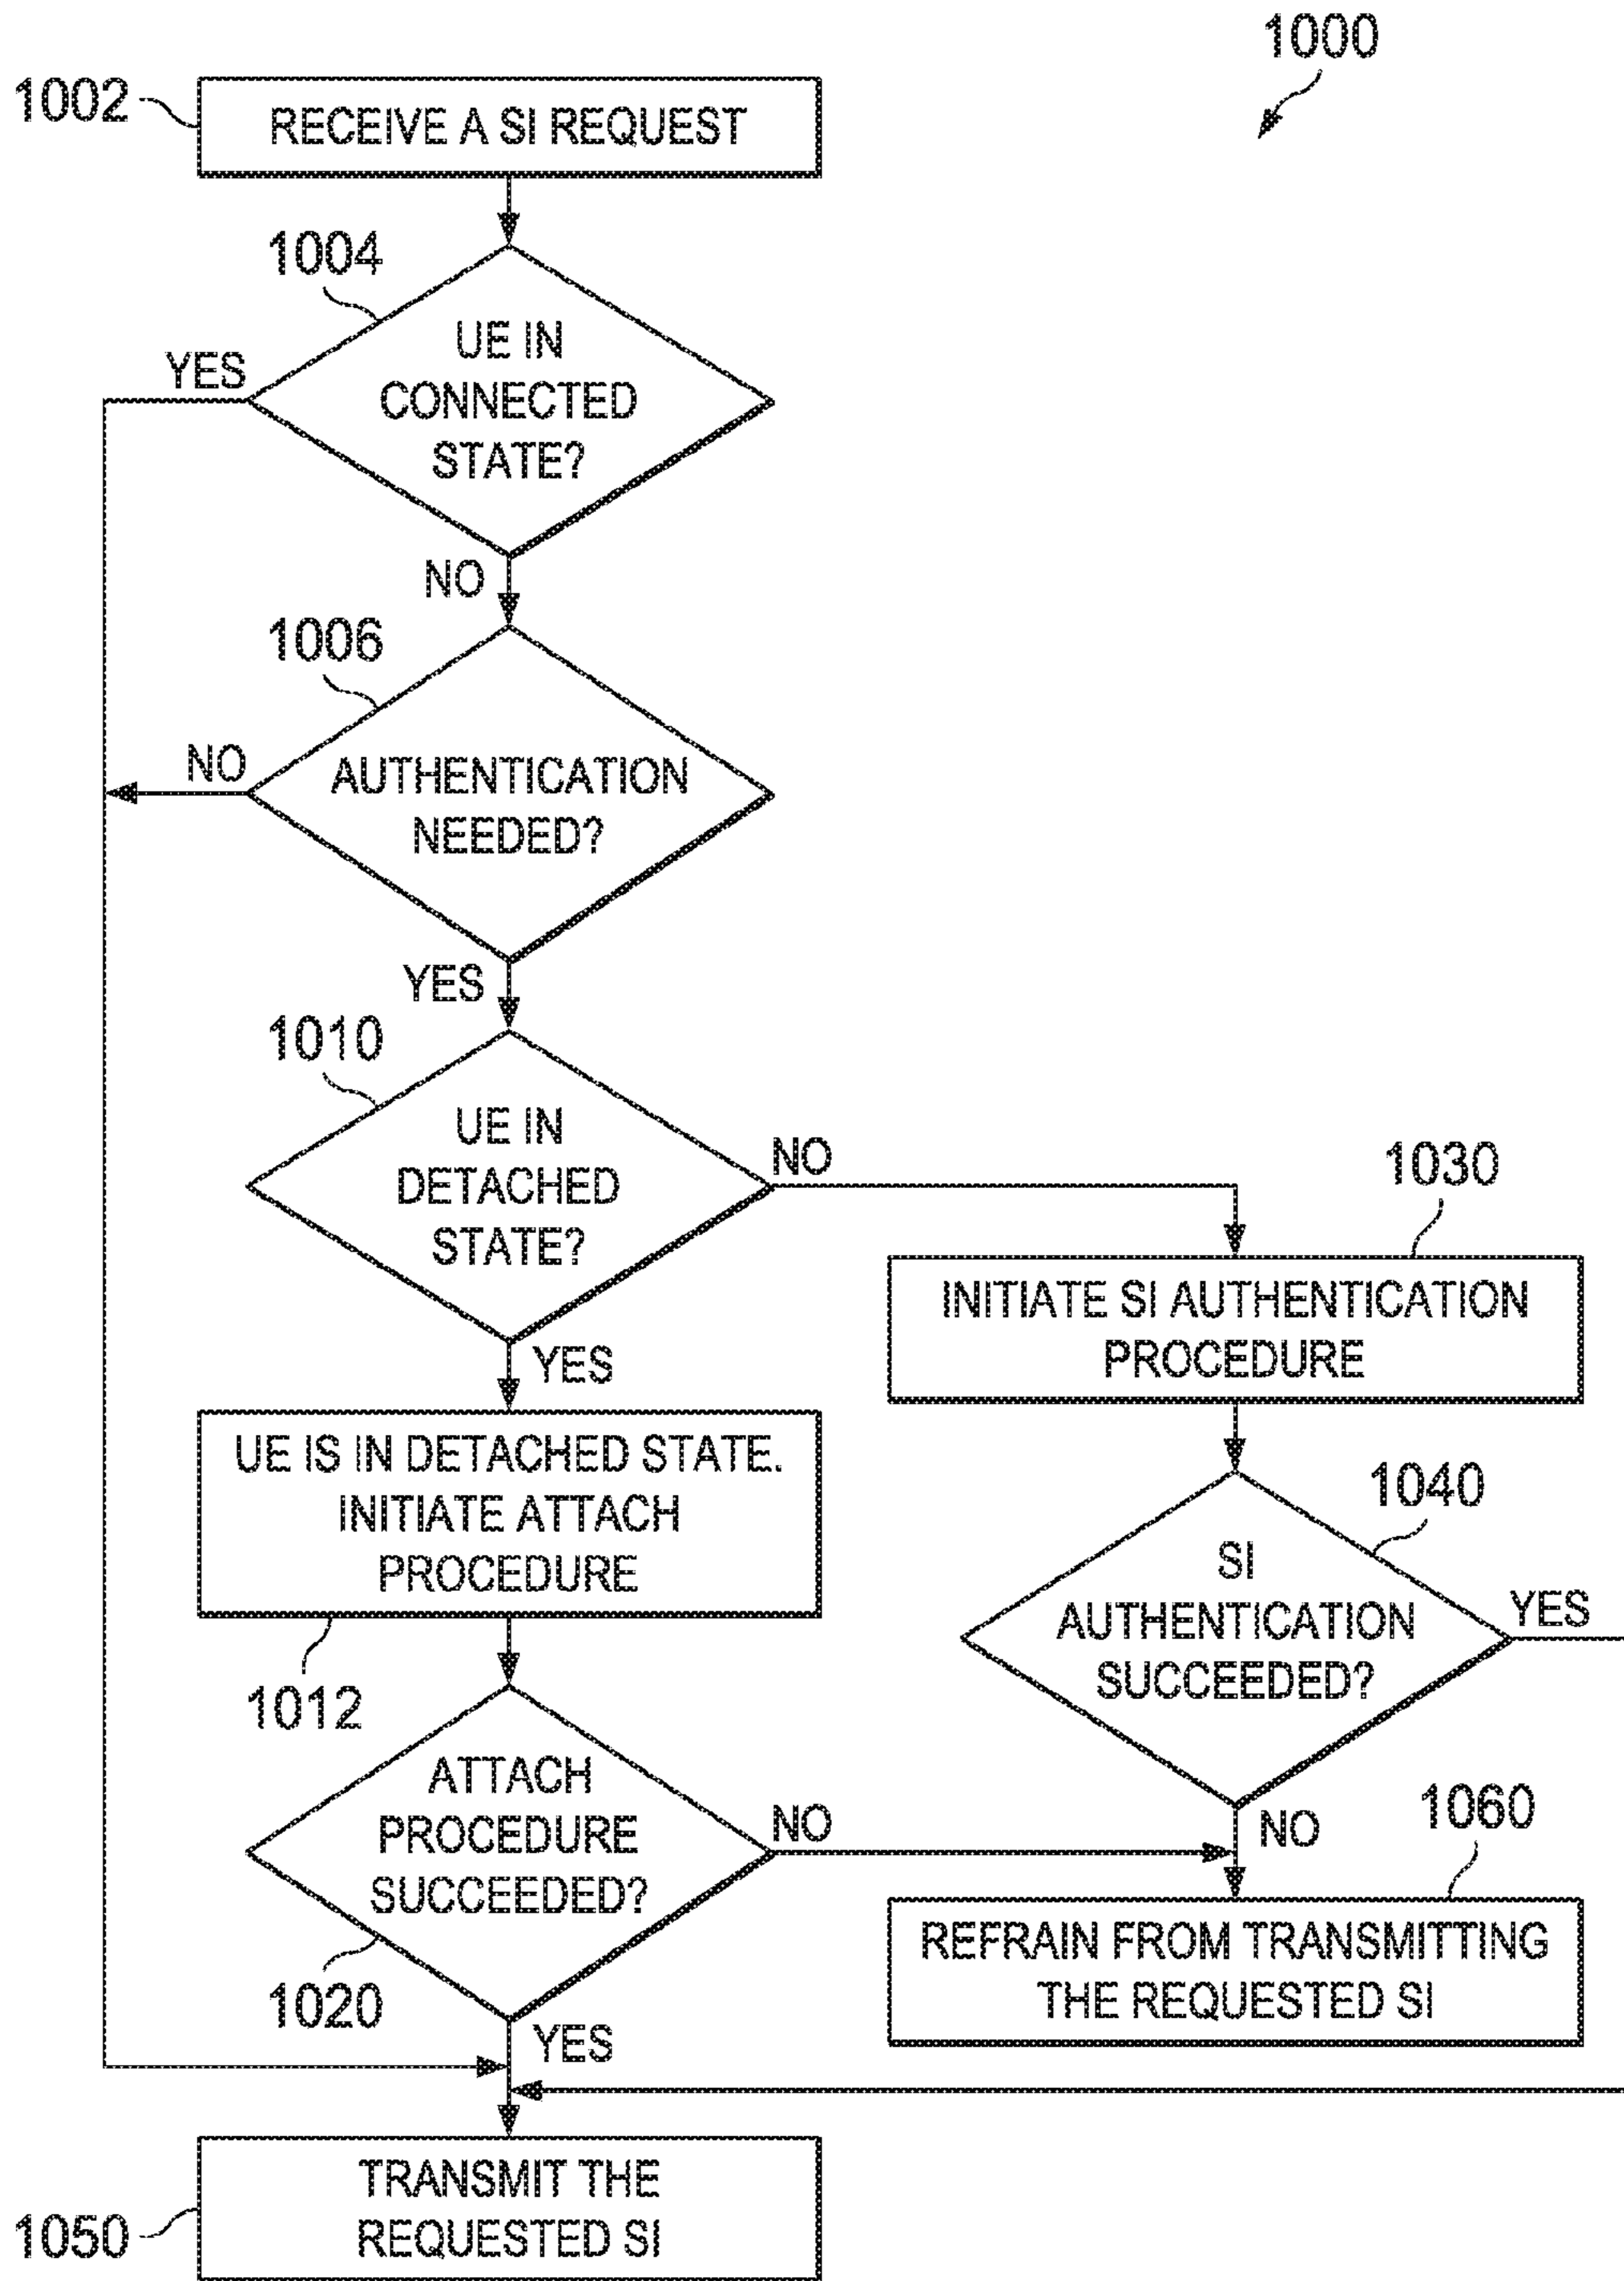 1000
1002
RECEIVE A SI REQUEST
1004
YES
UE IN
CONNECTED
STATE?
NO
1006
NO
AUTHENTICATION
NEEDED?
YES
1010
UE IN
DETACHED
STATE?
NO
1030
INITIATE SI AUTHENTICATION
PROCEDURE
YES
UE IS IN DETACHED STATE.
INITIATE ATTACH
PROCEDURE
1012
1040
SI
AUTHENTICATION
SUCCEEDED?
YES
NO
ATTACH
PROCEDURE
SUCCEEDED?
NO
1020
1060
REFRAIN FROM TRANSMITTING
THE REQUESTED SI
YES
TRANSMIT THE
REQUESTED SI
1050